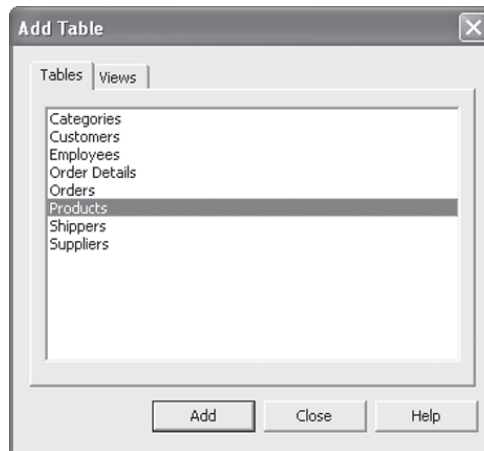 Add Table
Tables Views
Categories
Customers
Employees
Order Details
Orders
Products
Shippers
Suppliers
Add Close Help